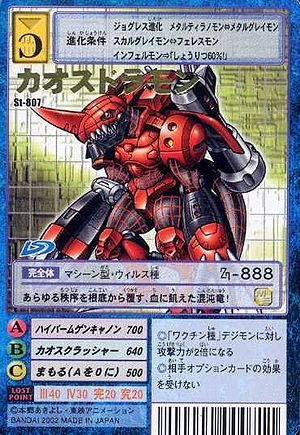 進化条件
ジョグレス進化 メタルティラノモン⇔メタルグレイモン
スカルグレイモン⇔フェレスモン
インフェルモン⇒「しょうりつ60%!」
カオスドラモン
St-807
完全体
マシーン型・ウィルス種
Zη-888
あらゆる秩序を根底から覆す、血に飢えた混沌竜!
A ハイパームゲンキャノン 700
B カオスクラッシャー 640
C まもる(Aを0に) 500
○「ワクチン種」デジモンに対し
攻撃力が2倍になる
○相手オプションカードの効果
を受けない
LOST POINT Ⅲ40 Ⅳ30 完20 究20
©本郷あきよし・東映アニメーション
BANDAI 2002 MADE IN JAPAN